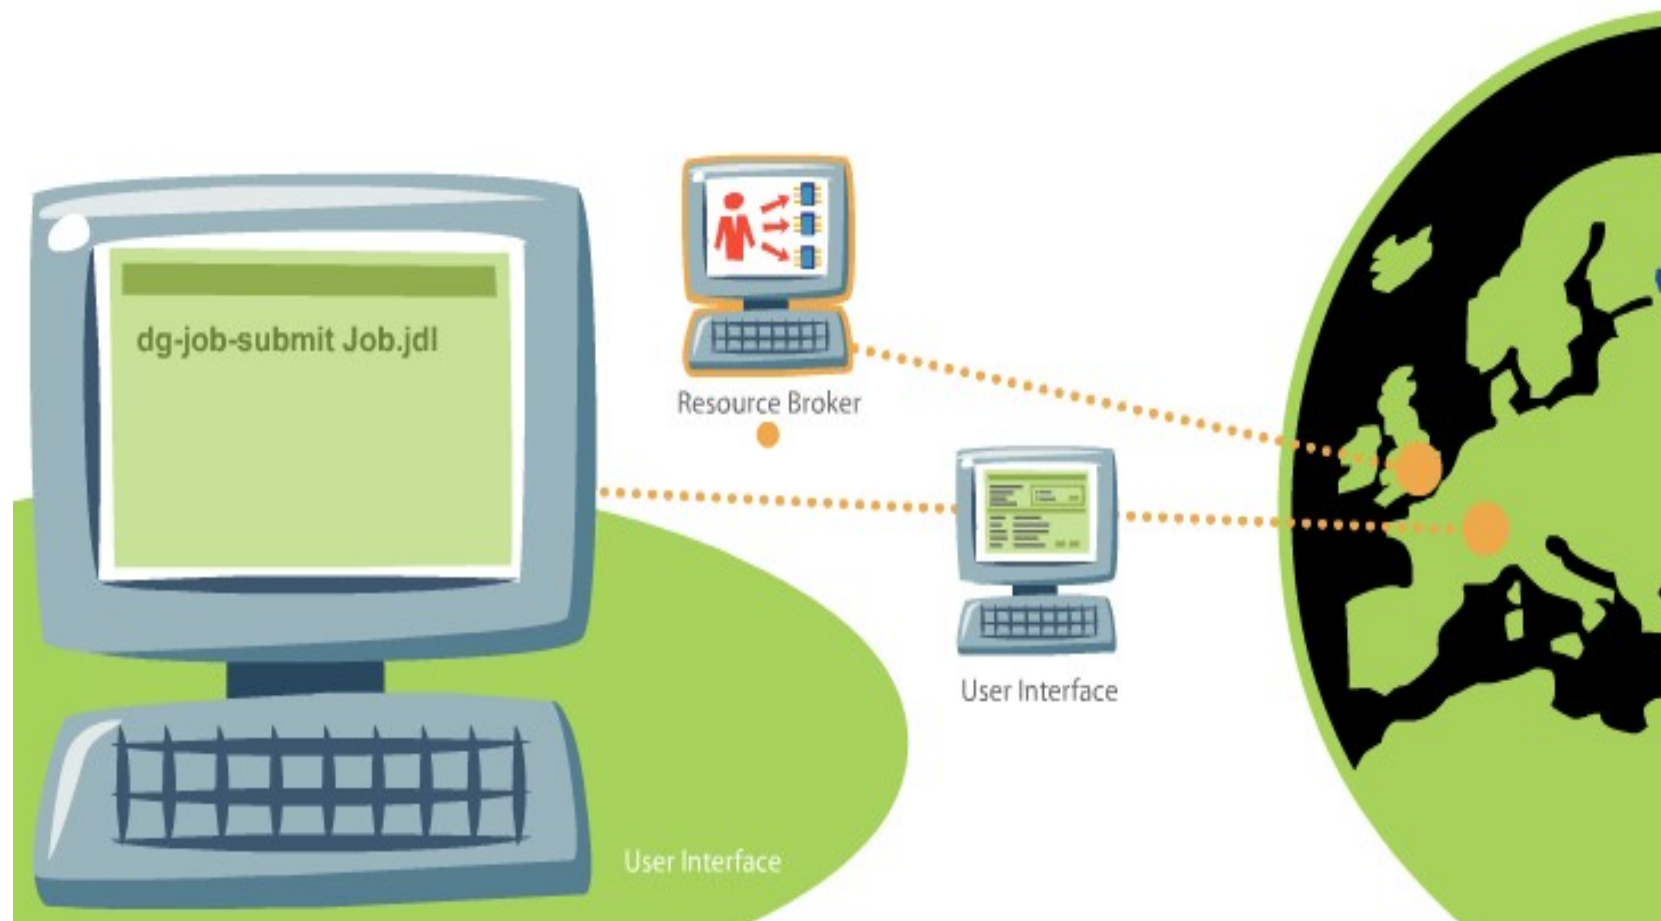 dg-job-submit Job.jdl
Resource Broker
User Interface
User Interface